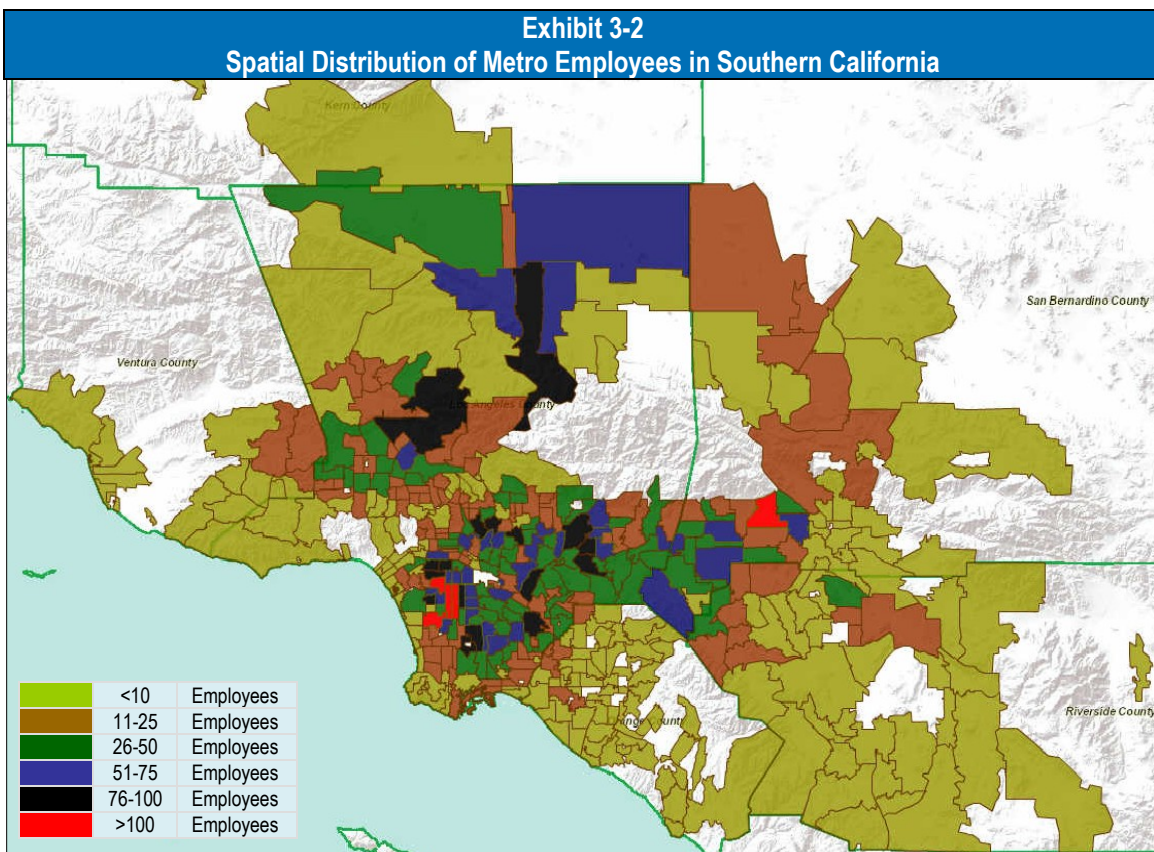 Exhibit 3-2
Spatial Distribution of Metro Employees in Southern California
Kern County
San Bernardino County
Ventura County
Los Angeles County
Orange County
Riverside County
<10 Employees
11-25 Employees
26-50 Employees
51-75 Employees
76-100 Employees
>100 Employees